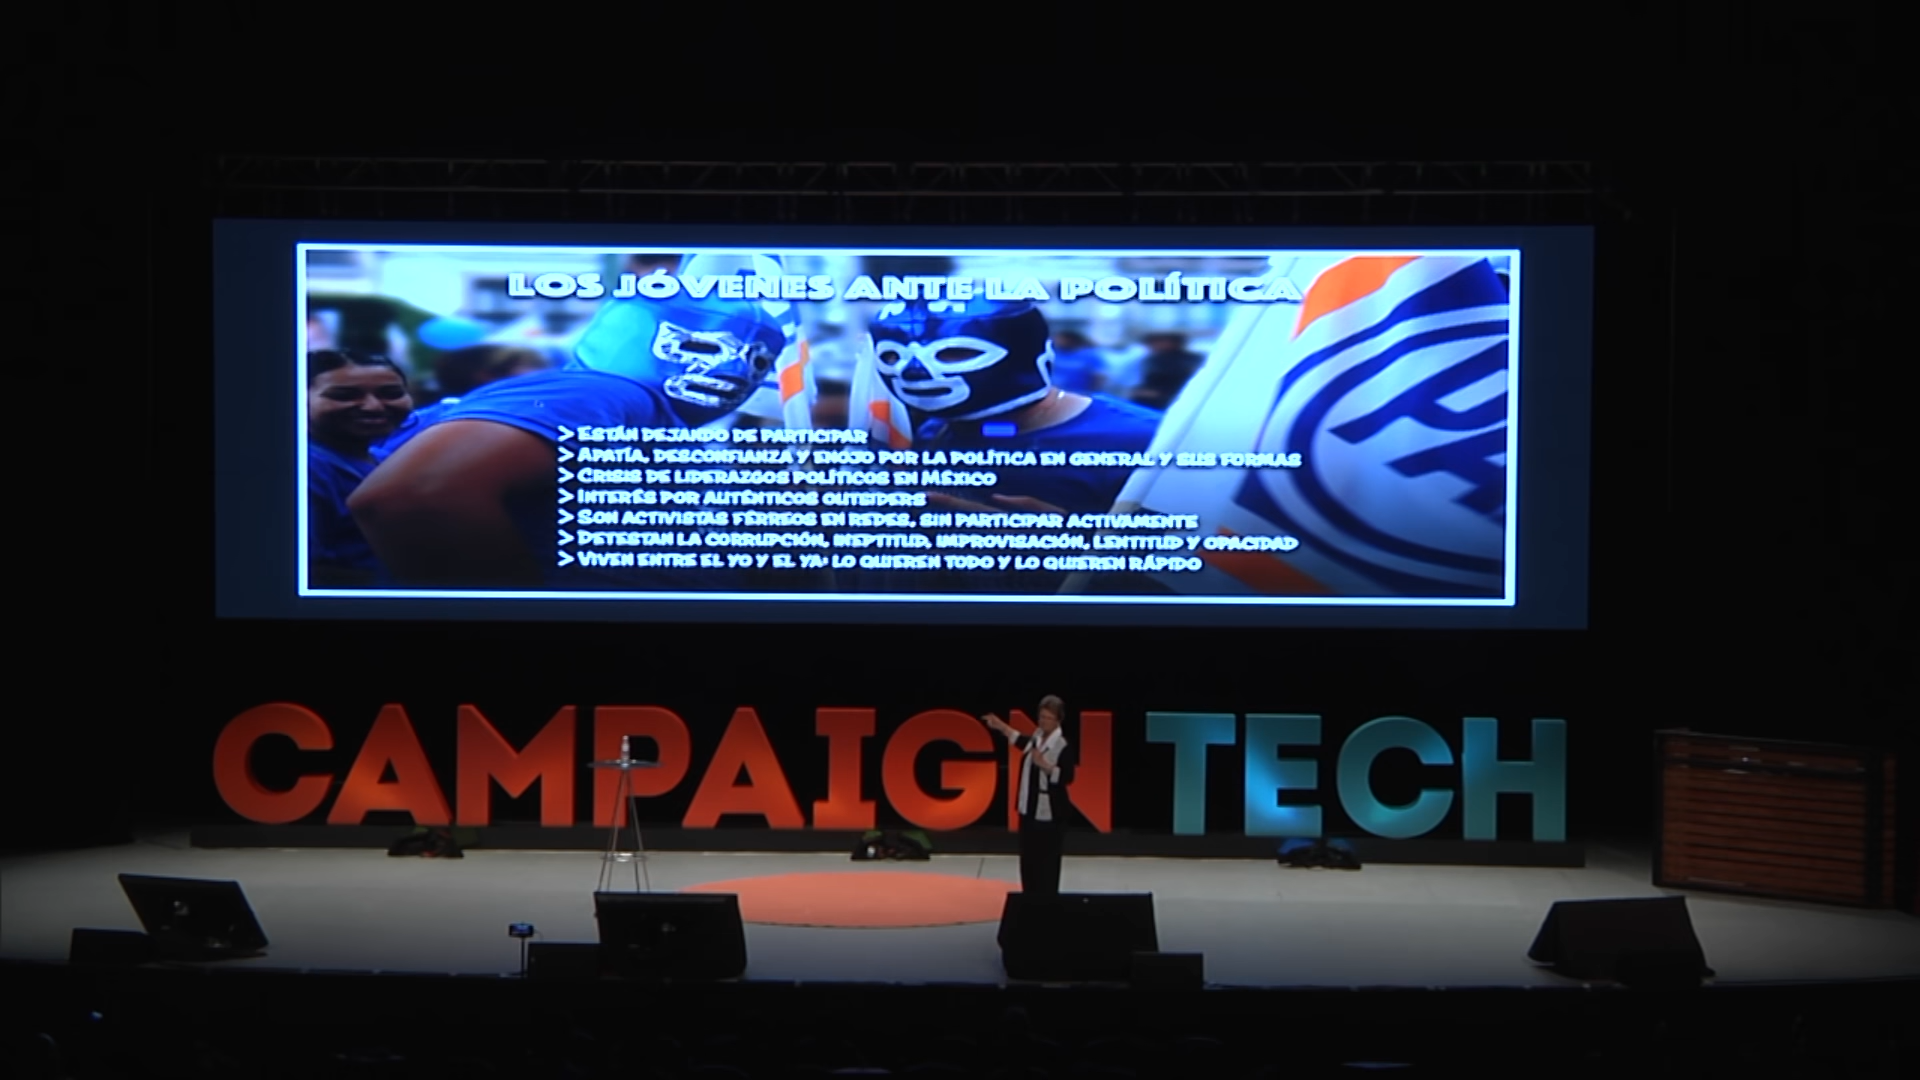 LOS JÓVENES ANTE LA POLÍTICA
> ESTÁN DEJANDO DE PARTICIPAR
> APATÍA, DESCONFIANZA Y ENOJO POR LA POLÍTICA EN GENERAL Y SUS FORMAS
> CRISIS DE LIDERAZGOS POLÍTICOS EN MÉXICO
> INTERÉS POR AUTÉNTICOS OUTSIDERS
> SON ACTIVISTAS FÉRREOS EN REDES, SIN PARTICIPAR ACTIVAMENTE
> DETESTAN LA CORRUPCIÓN, INEPTITUD, IMPROVISACIÓN, LENTITUD Y OPACIDAD
> VIVEN ENTRE EL YO Y EL YA: LO QUIEREN TODO Y LO QUIEREN RÁPIDO
CAMPAIGN TECH